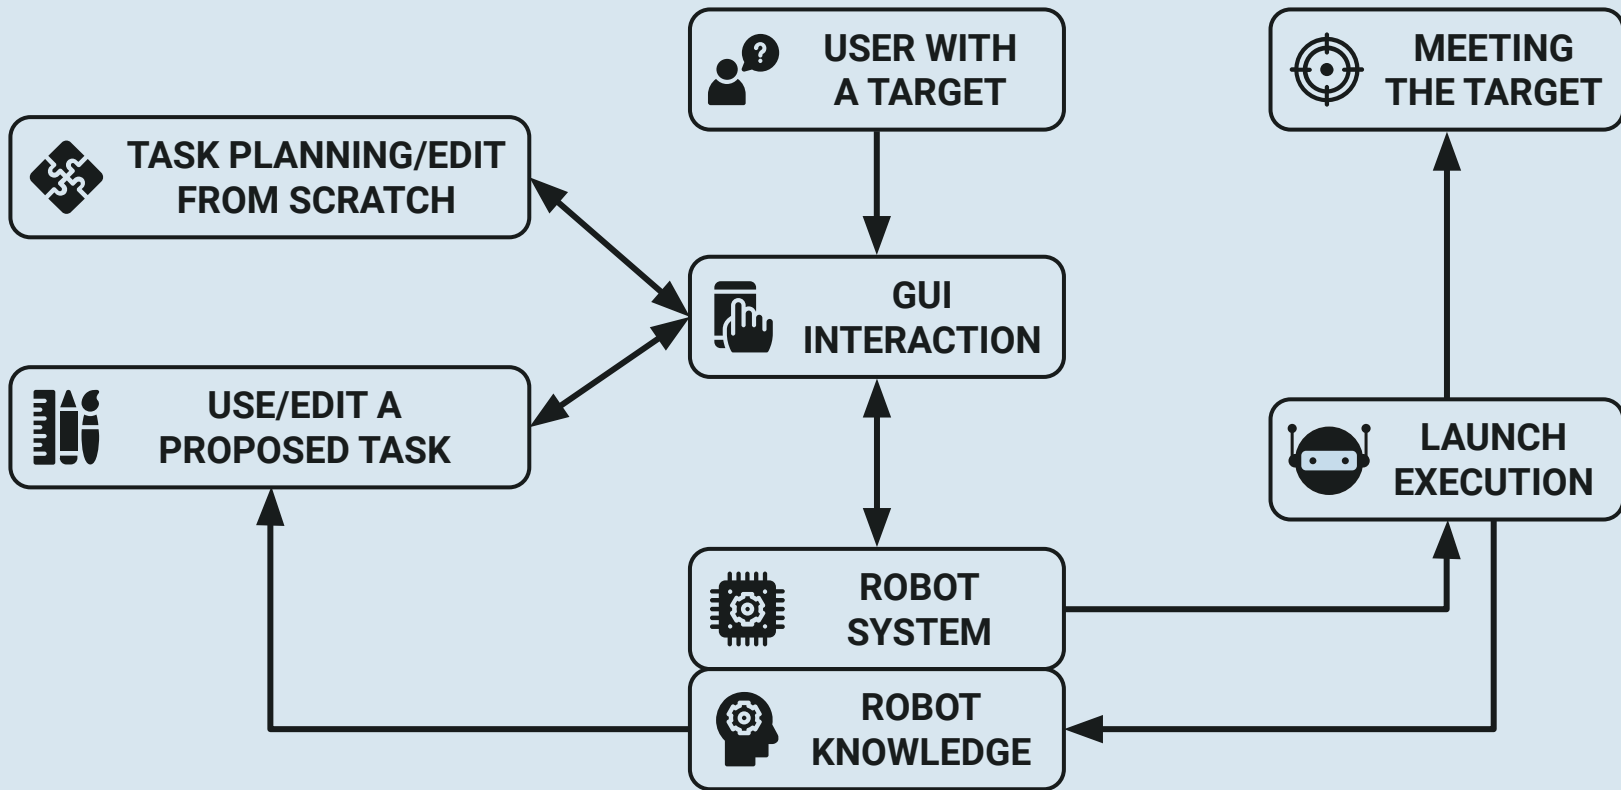 USER WITH
A TARGET
MEETING
THE TARGET
TASK PLANNING/EDIT
FROM SCRATCH
GUI
INTERACTION
USE/EDIT A
PROPOSED TASK
LAUNCH
EXECUTION
ROBOT
SYSTEM
ROBOT
KNOWLEDGE
?